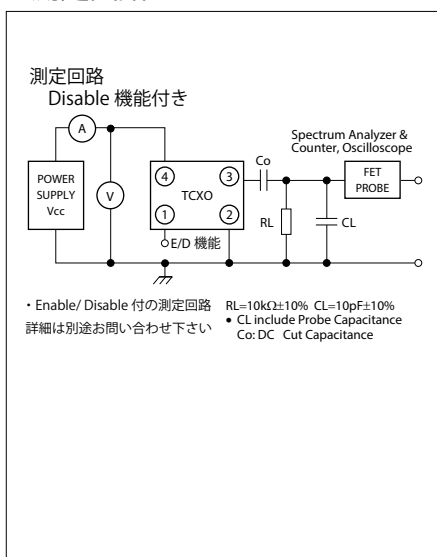 測定回路
Disable 機能付き
A
Spectrum Analyzer &
Counter, Oscilloscope
Co
POWER
SUPPLY
Vcc
V
4
3
TCXO
1
2
FET
PROBE
RL
CL
E/D 機能
・Enable/ Disable 付の測定回路
詳細は別途お問い合わせ下さい
RL=10kΩ±10% CL=10pF±10%
• CL include Probe Capacitance
Co: DC Cut Capacitance